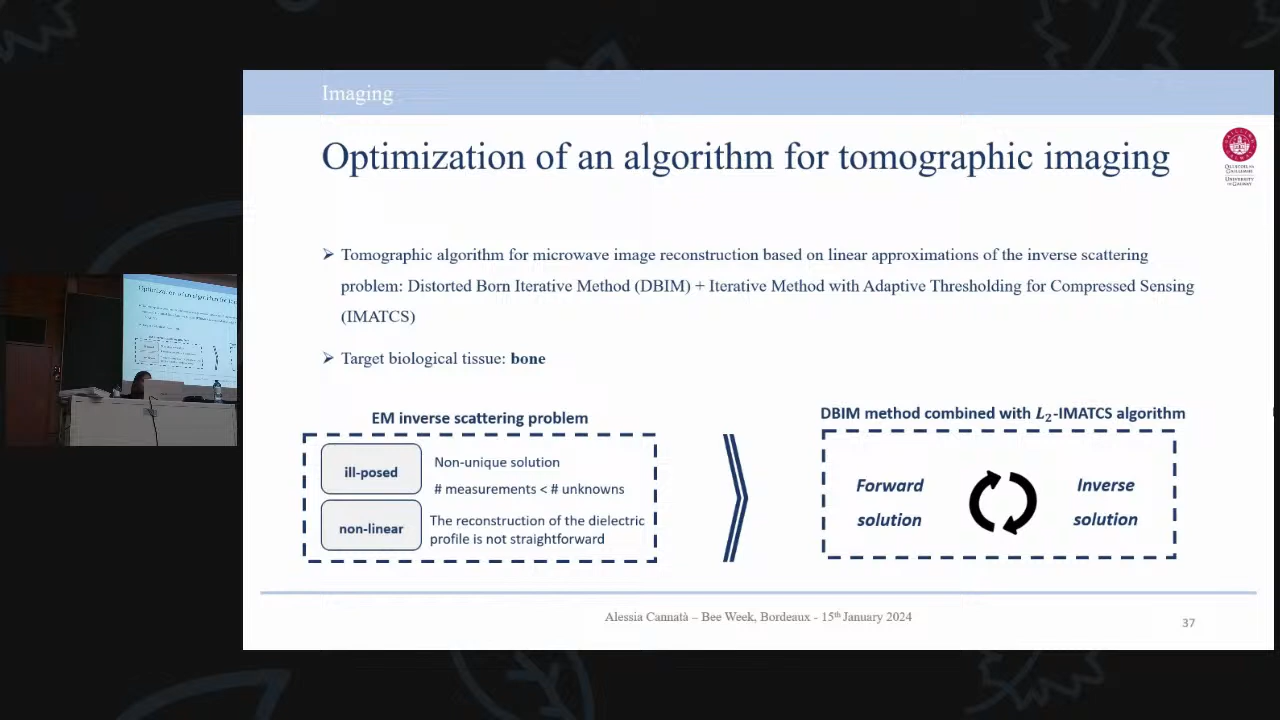 Imaging
Optimization of an algorithm for tomographic imaging
➢ Tomographic algorithm for microwave image reconstruction based on linear approximations of the inverse scattering
problem: Distorted Born Iterative Method (DBIM) + Iterative Method with Adaptive Thresholding for Compressed Sensing
(IMATCS)
➢ Target biological tissue: bone
EM inverse scattering problem
ill-posed
Non-unique solution
# measurements < # unknowns
non-linear
The reconstruction of the dielectric
profile is not straightforward
DBIM method combined with L₂-IMATCS algorithm
Forward
solution
Inverse
solution
Alessia Cannatà – Bee Week, Bordeaux - 15th January 2024
37